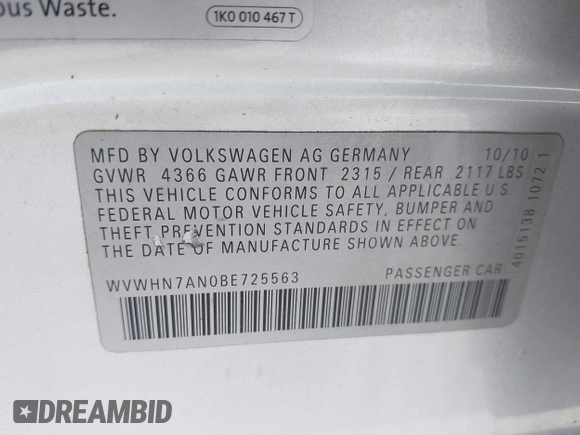 ous Waste.
1K0 010 467 T
MFD BY VOLKSWAGEN AG GERMANY 10/10
GVWR 4366 GAWR FRONT 2315 / REAR 2117 LBS
THIS VEHICLE CONFORMS TO ALL APPLICABLE U.S
FEDERAL MOTOR VEHICLE SAFETY, BUMPER AND
THEFT PREVENTION STANDARDS IN EFFECT ON
THE DATE OF MANUFACTURE SHOWN ABOVE.
WVWHN7AN0BE725563 PASSENGER CAR
4015138 1072 1
DREAMBID